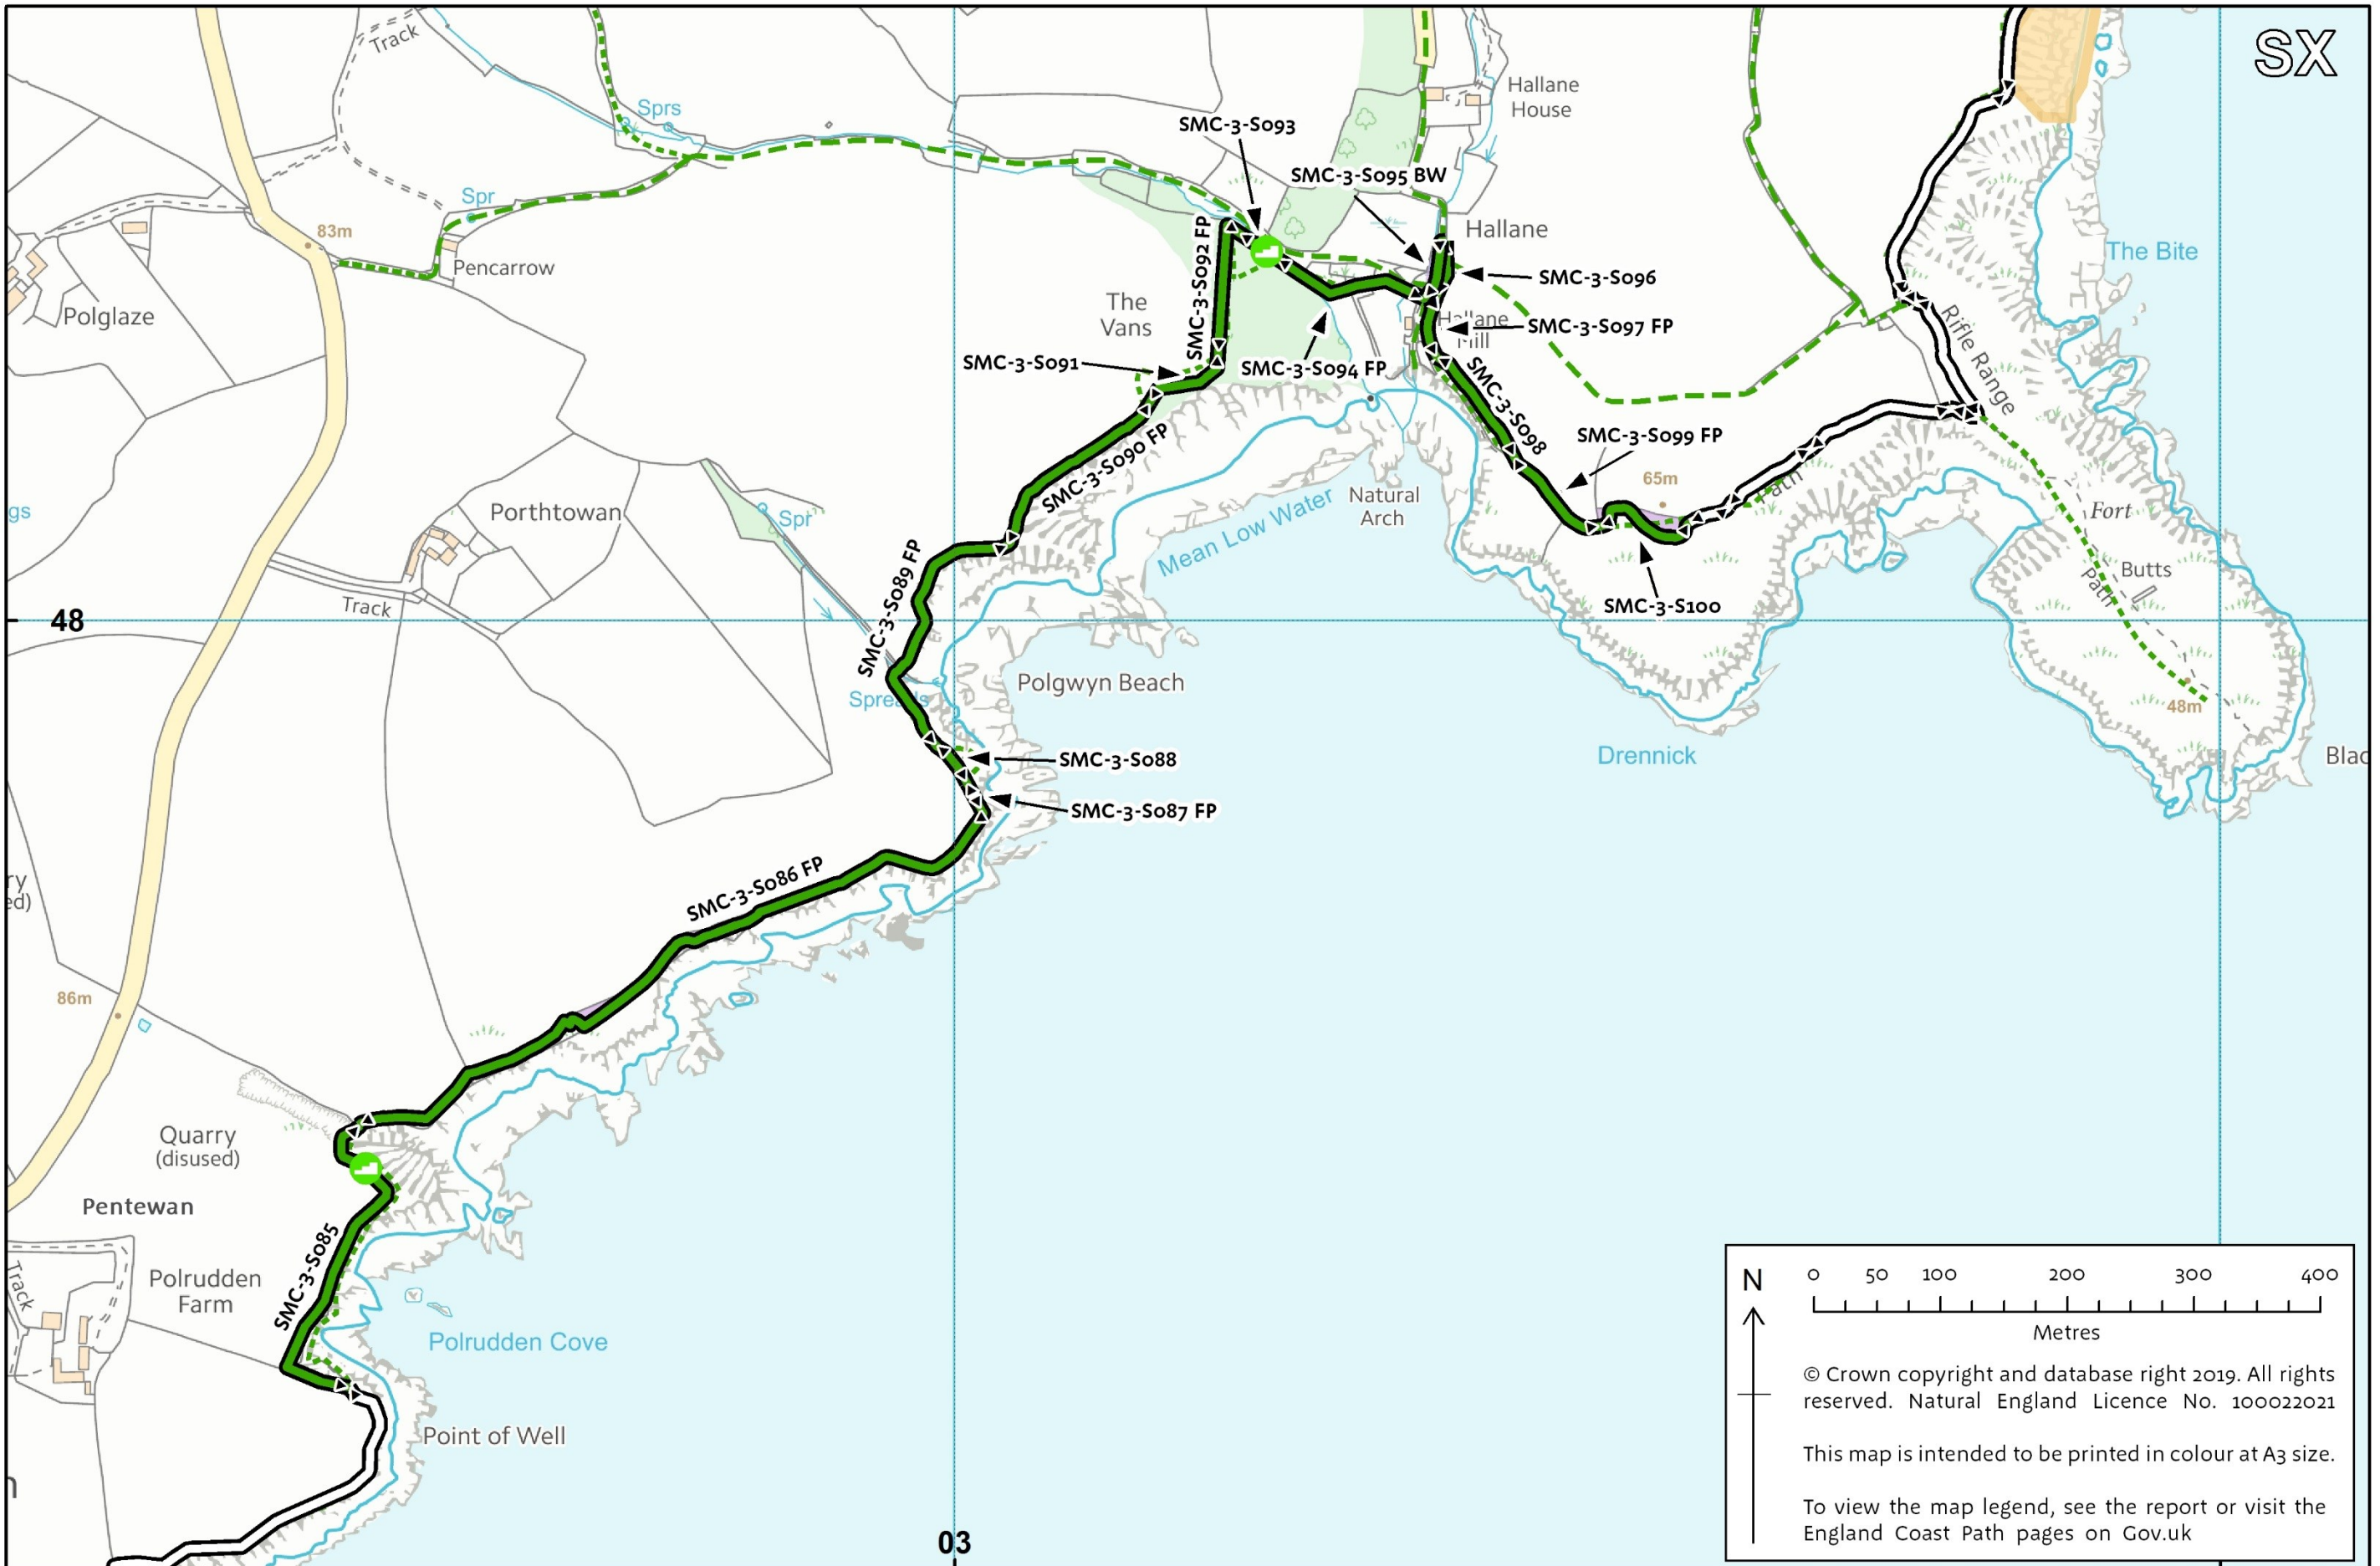 Track
SX
Hallane
House
Sprs
SMC-3-S093
SMC-3-S095 BW
Spr
83m
Hallane
The Bite
Pencarrow
SMC-3-S092 FP
SMC-3-S096
Polglaze
The
Vans
Hallane
Mill
SMC-3-S097 FP
Rifle Range
SMC-3-S091
SMC-3-S094 FP
SMC-3-S098
SMC-3-S090 FP
SMC-3-S099 FP
65m
Path
Natural
Arch
Mean Low Water
gs
Porthtowan
Spr
Fort
SMC-3-S089 FP
Butts
Path
Track
SMC-3-S100
48
Polgwyn Beach
48m
Drennick
Blac
SMC-3-S088
SMC-3-S087 FP
SMC-3-S086 FP
ry
ed)
86m
Quarry
(disused)
Pentewan
SMC-3-S085
Track
Polrudden
Farm
Polrudden Cove
Point of Well
03
N
0 50 100 200 300 400
Metres
© Crown copyright and database right 2019. All rights
reserved. Natural England Licence No. 100022021
This map is intended to be printed in colour at A3 size.
To view the map legend, see the report or visit the
England Coast Path pages on Gov.uk